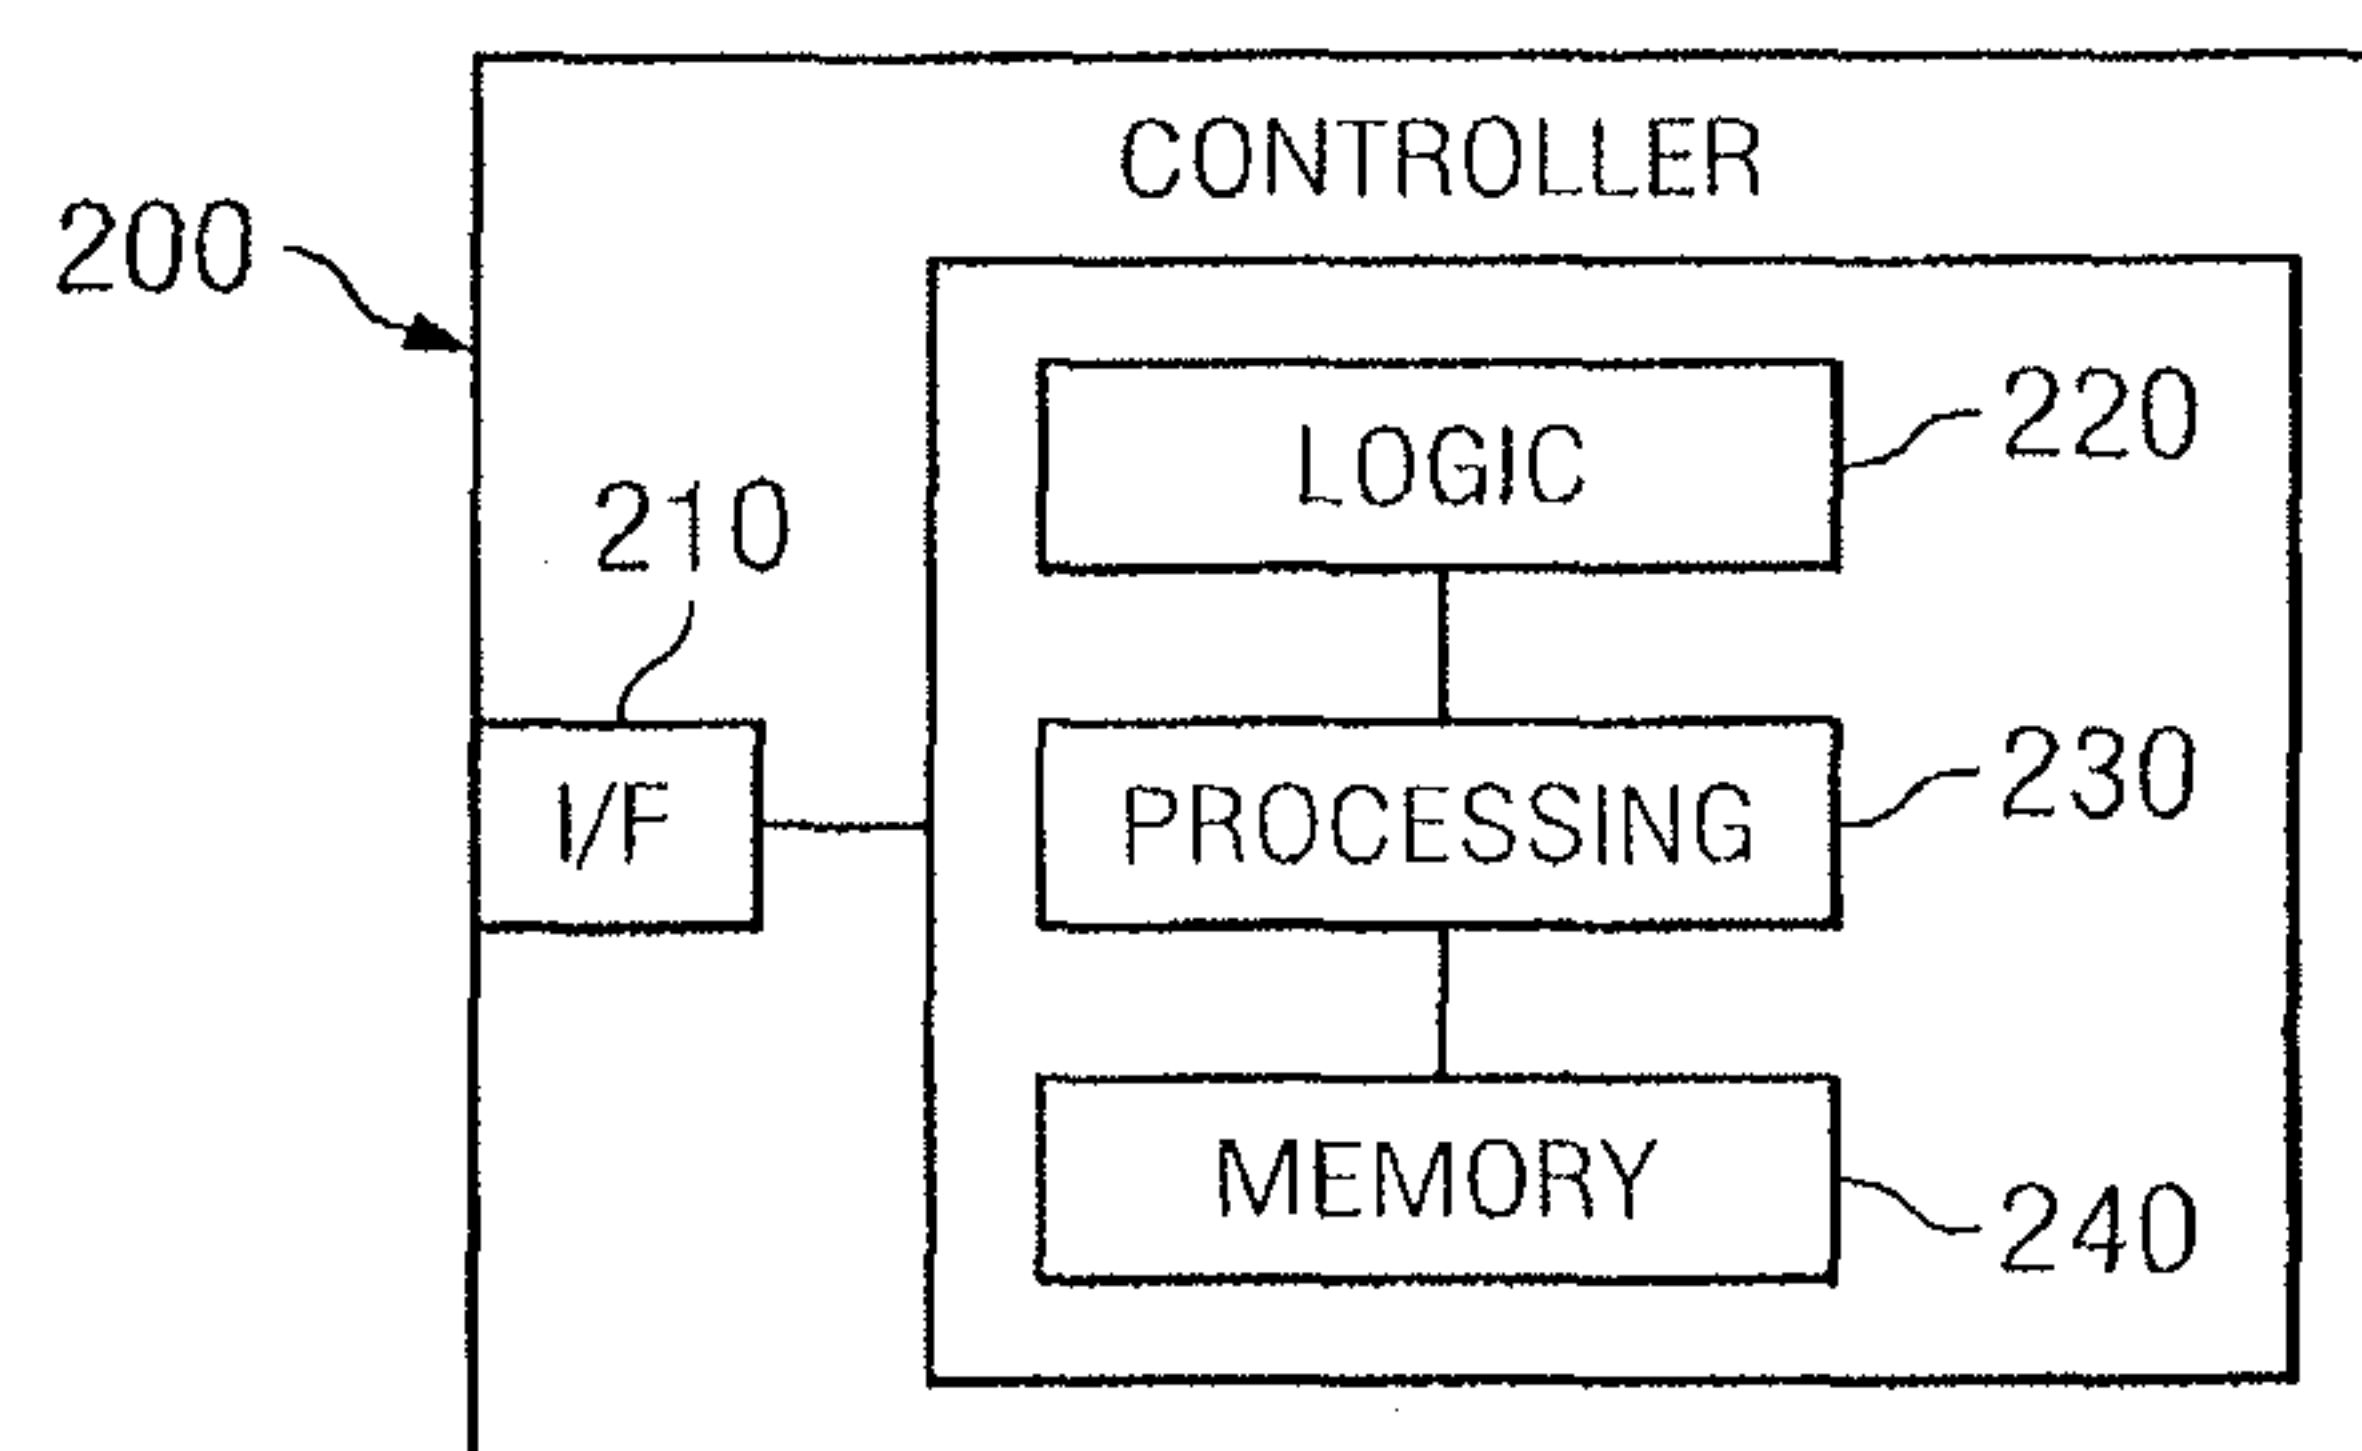 CONTROLLER
200
LOGIC
220
210
I/F
PROCESSING
230
MEMORY
240